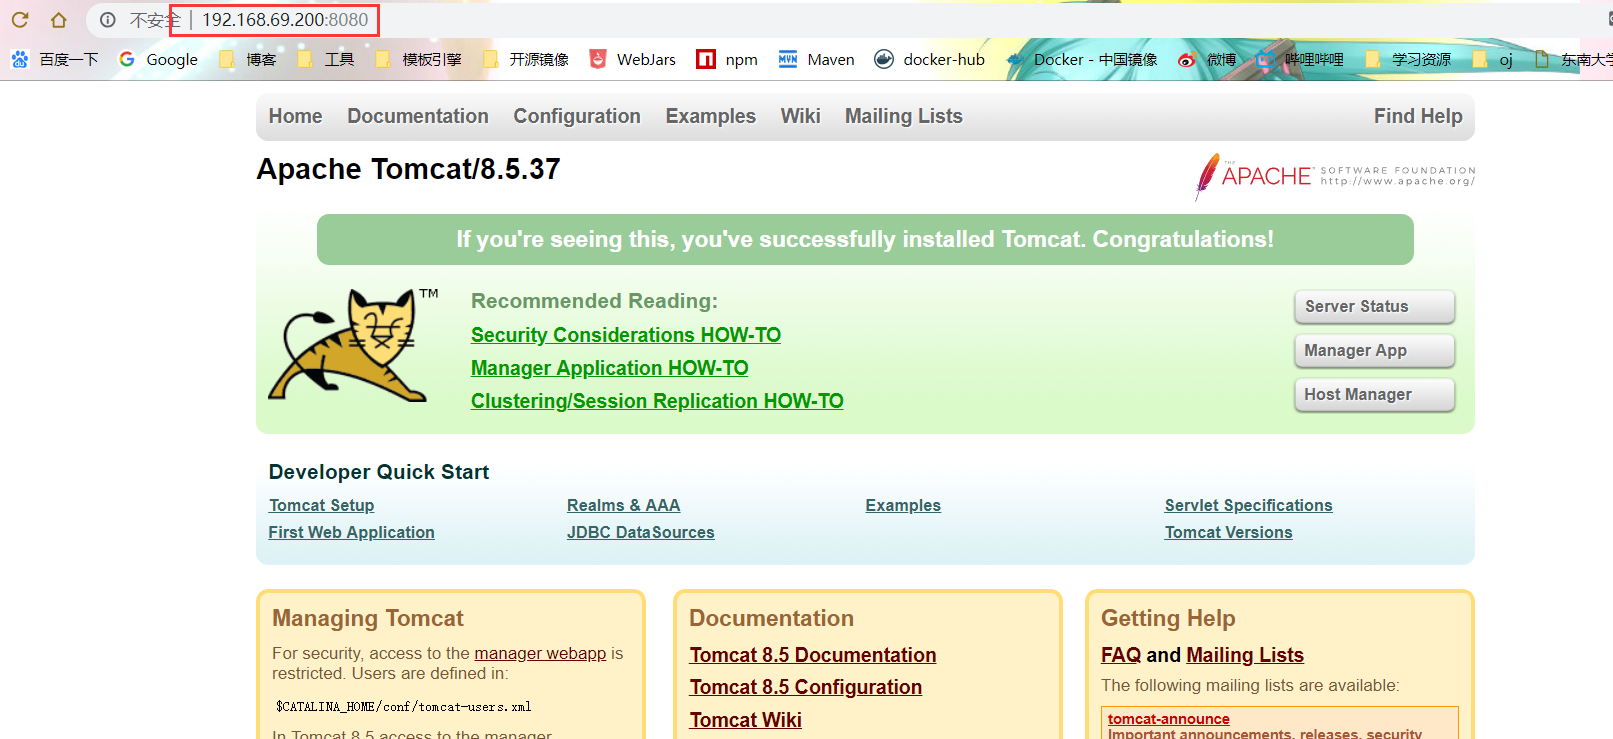 不安全 | 192.168.69.200:8080
百度一下 Google 博客 工具 模板引擎 开源镜像 WebJars npm Maven docker-hub Docker - 中国镜像 微博 哔哩哔哩 学习资源 oj 东南大学
Home Documentation Configuration Examples Wiki Mailing Lists Find Help
Apache Tomcat/8.5.37
THE APACHE SOFTWARE FOUNDATION
http://www.apache.org/
If you're seeing this, you've successfully installed Tomcat. Congratulations!
TM
Recommended Reading:
Security Considerations HOW-TO
Manager Application HOW-TO
Clustering/Session Replication HOW-TO
Server Status
Manager App
Host Manager
Developer Quick Start
Tomcat Setup
First Web Application
Realms & AAA
JDBC DataSources
Examples
Servlet Specifications
Tomcat Versions
Managing Tomcat
For security, access to the manager webapp is
restricted. Users are defined in:
$CATALINA_HOME/conf/tomcat-users.xml
In Tomcat 8.5 access to the manager
Documentation
Tomcat 8.5 Documentation
Tomcat 8.5 Configuration
Tomcat Wiki
Getting Help
FAQ and Mailing Lists
The following mailing lists are available:
tomcat-announce
Important announcements, releases, security